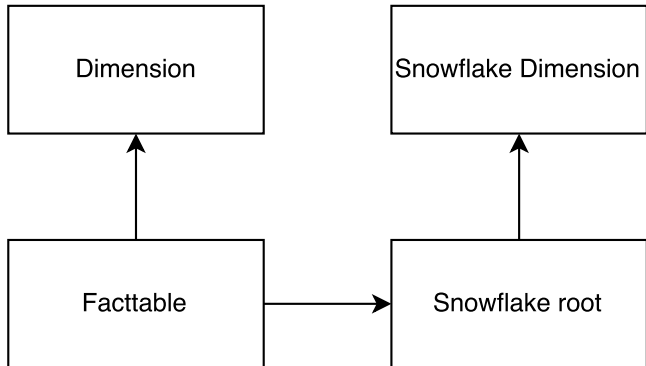 Dimension
Snowflake Dimension
Facttable
Snowflake root